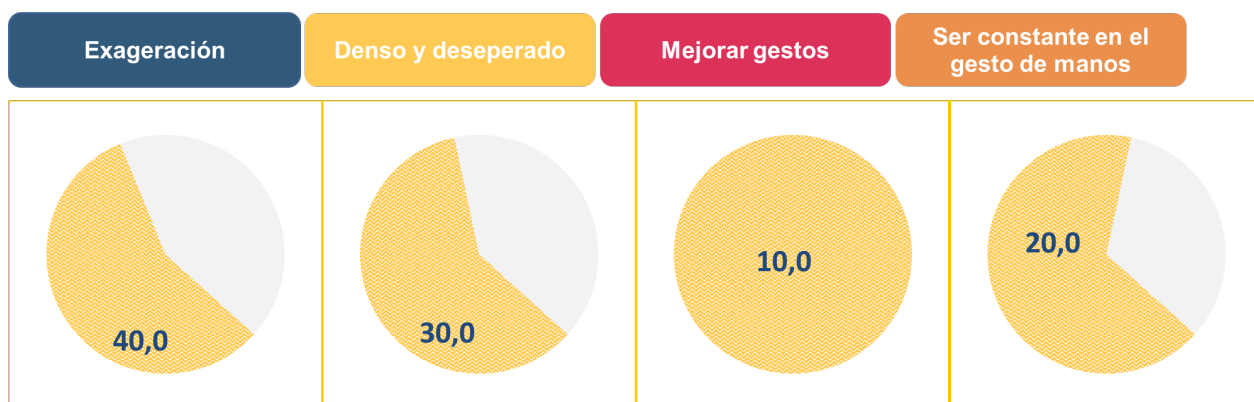 Exageración
Denso y deseperado
Mejorar gestos
Ser constante en el
gesto de manos
40,0
30,0
10,0
20,0